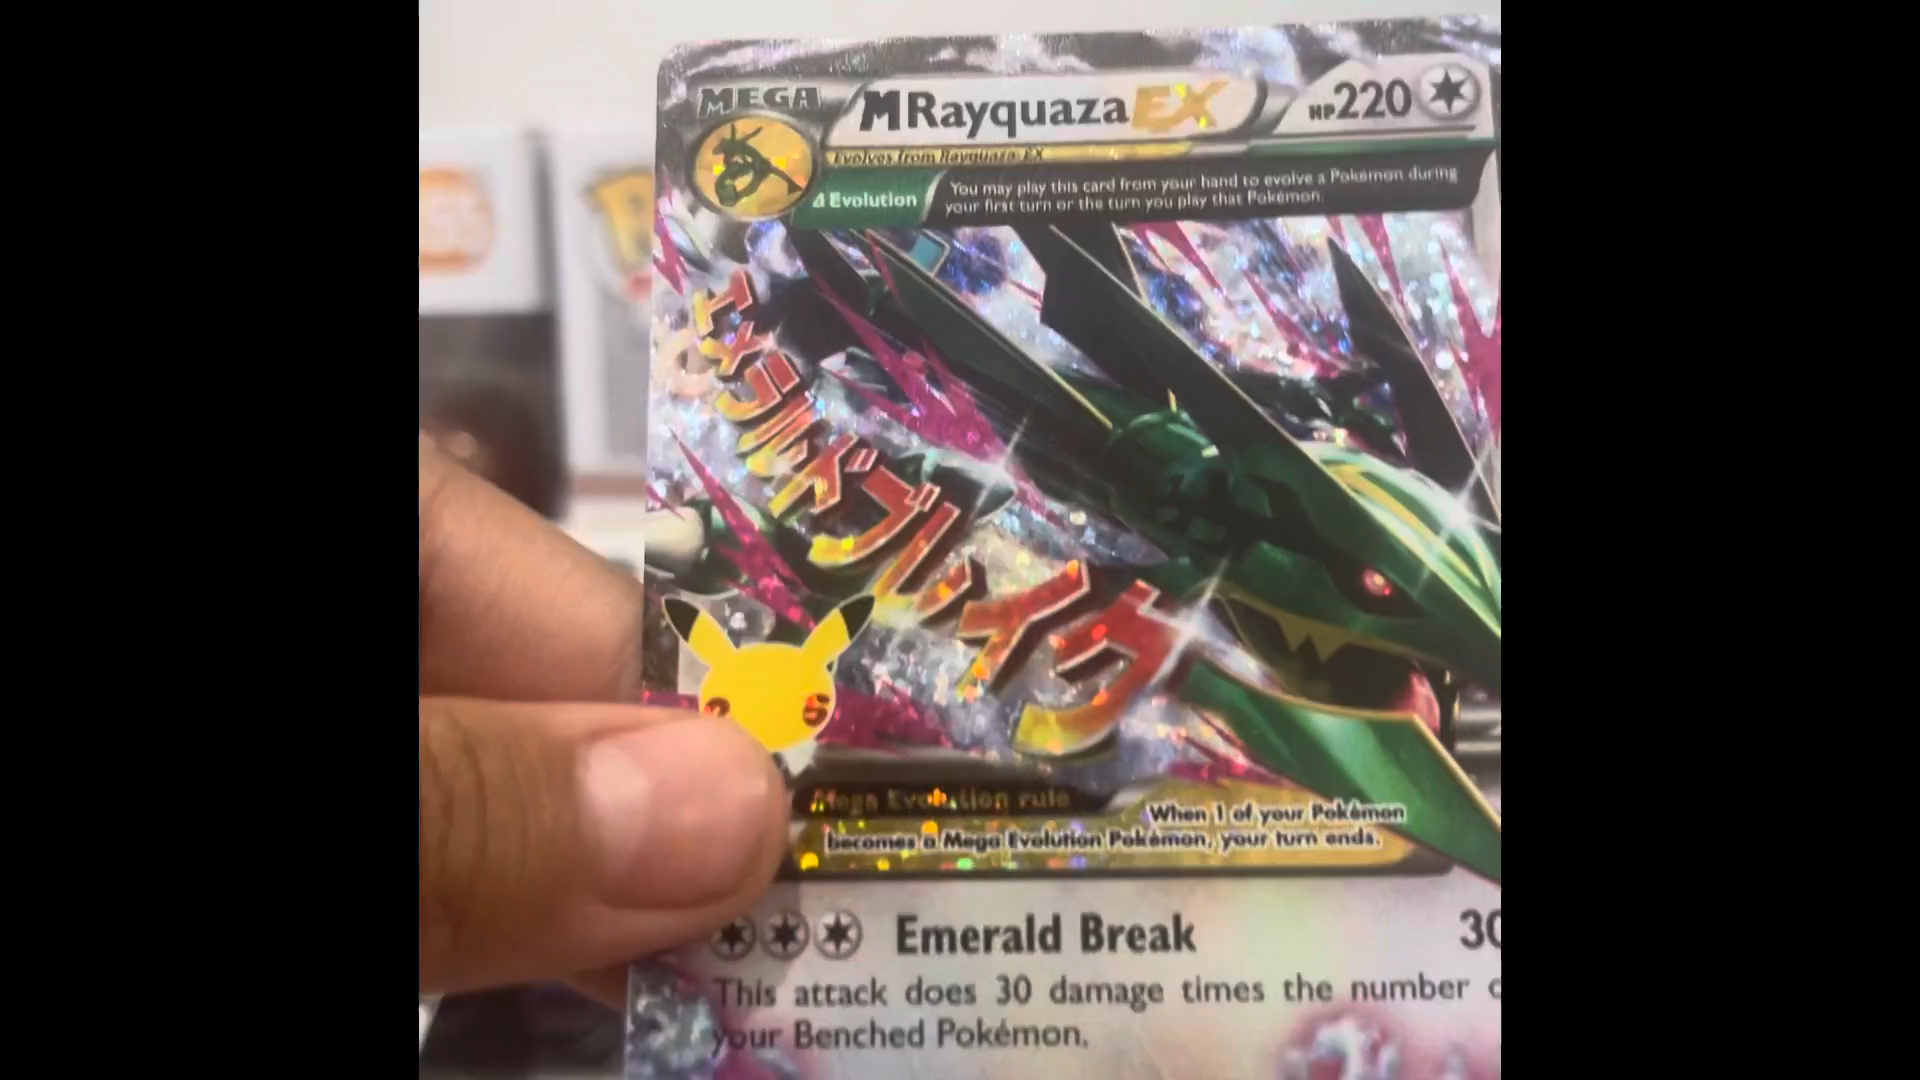 MEGA
MRayquazaEX
HP220
Evolves from Rayquaza-EX
Δ Evolution
You may play this card from your hand to evolve a Pokémon during
your first turn or the turn you play that Pokémon.
エメラルドブレイク
Mega Evolution rule
When 1 of your Pokémon
becomes a Mega Evolution Pokémon, your turn ends.
Emerald Break
30
This attack does 30 damage times the number
your Benched Pokémon.